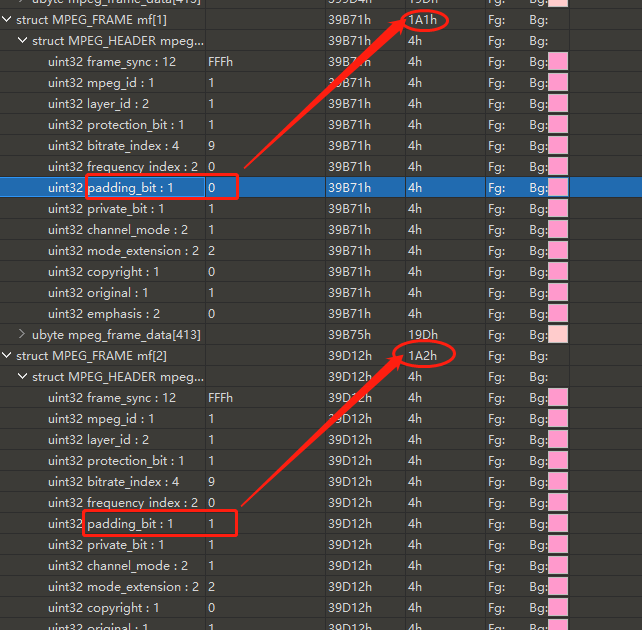 ubyte mpeg_frame_data[413] 39B04h 19Dh Fg: Bg:
struct MPEG_FRAME mf[1] 39B71h 1A1h Fg: Bg:
struct MPEG_HEADER mpeg... 39B71h 4h Fg: Bg:
uint32 frame_sync : 12 FFFh 39B71h 4h Fg: Bg:
uint32 mpeg_id : 1 1 39B71h 4h Fg: Bg:
uint32 layer_id : 2 1 39B71h 4h Fg: Bg:
uint32 protection_bit : 1 1 39B71h 4h Fg: Bg:
uint32 bitrate_index : 4 9 39B71h 4h Fg: Bg:
uint32 frequency_index : 2 0 39B71h 4h Fg: Bg:
uint32 padding_bit : 1 0 39B71h 4h Fg: Bg:
uint32 private_bit : 1 1 39B71h 4h Fg: Bg:
uint32 channel_mode : 2 1 39B71h 4h Fg: Bg:
uint32 mode_extension : 2 2 39B71h 4h Fg: Bg:
uint32 copyright : 1 0 39B71h 4h Fg: Bg:
uint32 original : 1 1 39B71h 4h Fg: Bg:
uint32 emphasis : 2 0 39B71h 4h Fg: Bg:
ubyte mpeg_frame_data[413] 39B75h 19Dh Fg: Bg:
struct MPEG_FRAME mf[2] 39D12h 1A2h Fg: Bg:
struct MPEG_HEADER mpeg... 39D12h 4h Fg: Bg:
uint32 frame_sync : 12 FFFh 39D12h 4h Fg: Bg:
uint32 mpeg_id : 1 1 39D12h 4h Fg: Bg:
uint32 layer_id : 2 1 39D12h 4h Fg: Bg:
uint32 protection_bit : 1 1 39D12h 4h Fg: Bg:
uint32 bitrate_index : 4 9 39D12h 4h Fg: Bg:
uint32 frequency_index : 2 0 39D12h 4h Fg: Bg:
uint32 padding_bit : 1 1 39D12h 4h Fg: Bg:
uint32 private_bit : 1 1 39D12h 4h Fg: Bg:
uint32 channel_mode : 2 1 39D12h 4h Fg: Bg:
uint32 mode_extension : 2 2 39D12h 4h Fg: Bg:
uint32 copyright : 1 0 39D12h 4h Fg: Bg:
uint32 original : 1 1 39D12h 4h Fg: Bg: